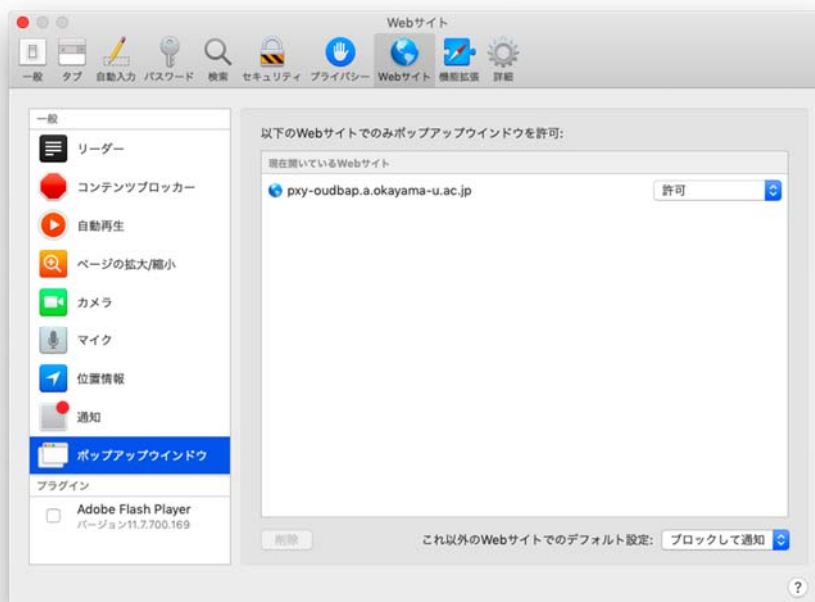 Webサイト
一般 タブ 自動入力 パスワード 検索 セキュリティ プライバシー Webサイト 機能拡張 詳細
一般
リーダー
コンテンツブロッカー
自動再生
ページの拡大/縮小
カメラ
マイク
位置情報
通知
ポップアップウインドウ
プラグイン
Adobe Flash Player
バージョン11.7.700.169
以下のWebサイトでのみポップアップウインドウを許可:
現在開いているWebサイト
pxy-oudbap.a.okayama-u.ac.jp 許可
削除 これ以外のWebサイトでのデフォルト設定: ブロックして通知
?